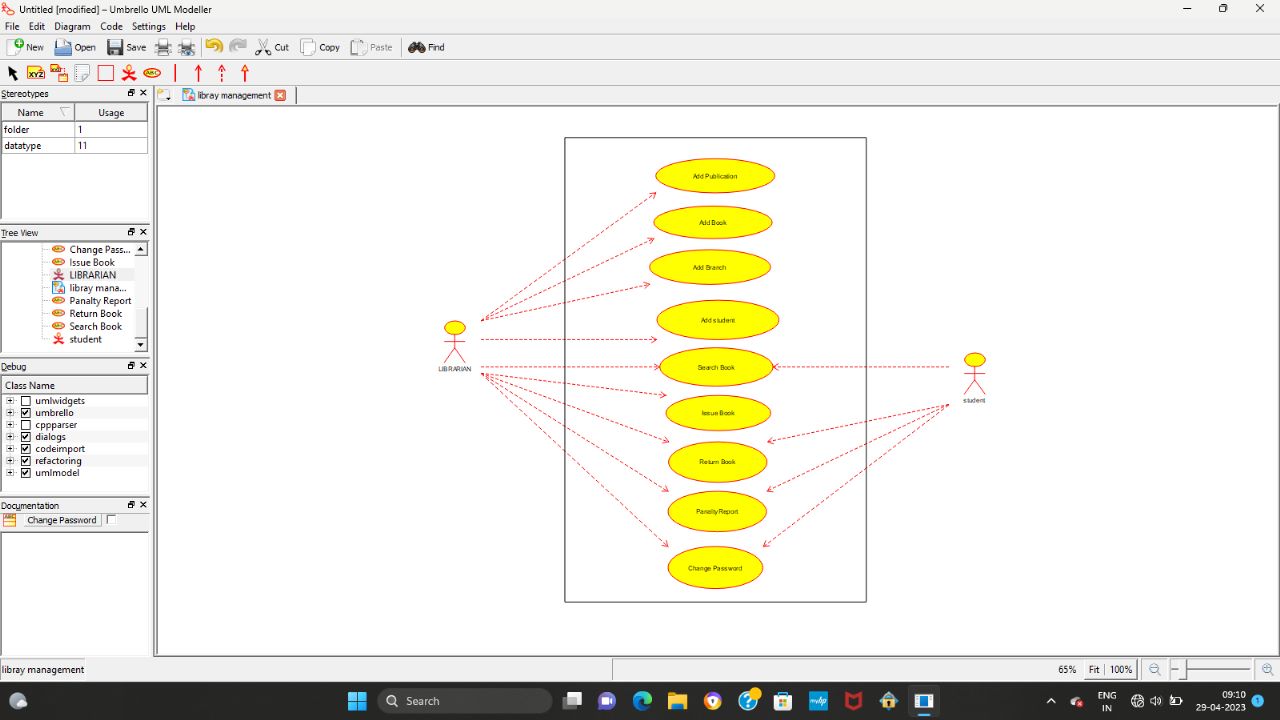 Untitled [modified] – Umbrello UML Modeller
File Edit Diagram Code Settings Help
New Open Save Cut Copy Paste Find
XYZ ABC
Stereotypes
libray management
Name Usage
folder 1
datatype 11
Tree View
Change Pass...
Issue Book
LIBRARIAN
libray mana...
Panalty Report
Return Book
Search Book
student
Debug
Class Name
umlwidgets
umbrello
cppparser
dialogs
codeimport
refactoring
umlmodel
Documentation
Change Password
Add Publication
Add Book
Add Branch
Add student
Search Book
Issue Book
Return Book
PanaltyReport
Change Password
LIBRARIAN
student
libray management
65% Fit 100%
Search
ENG
IN
09:10
29-04-2023
1